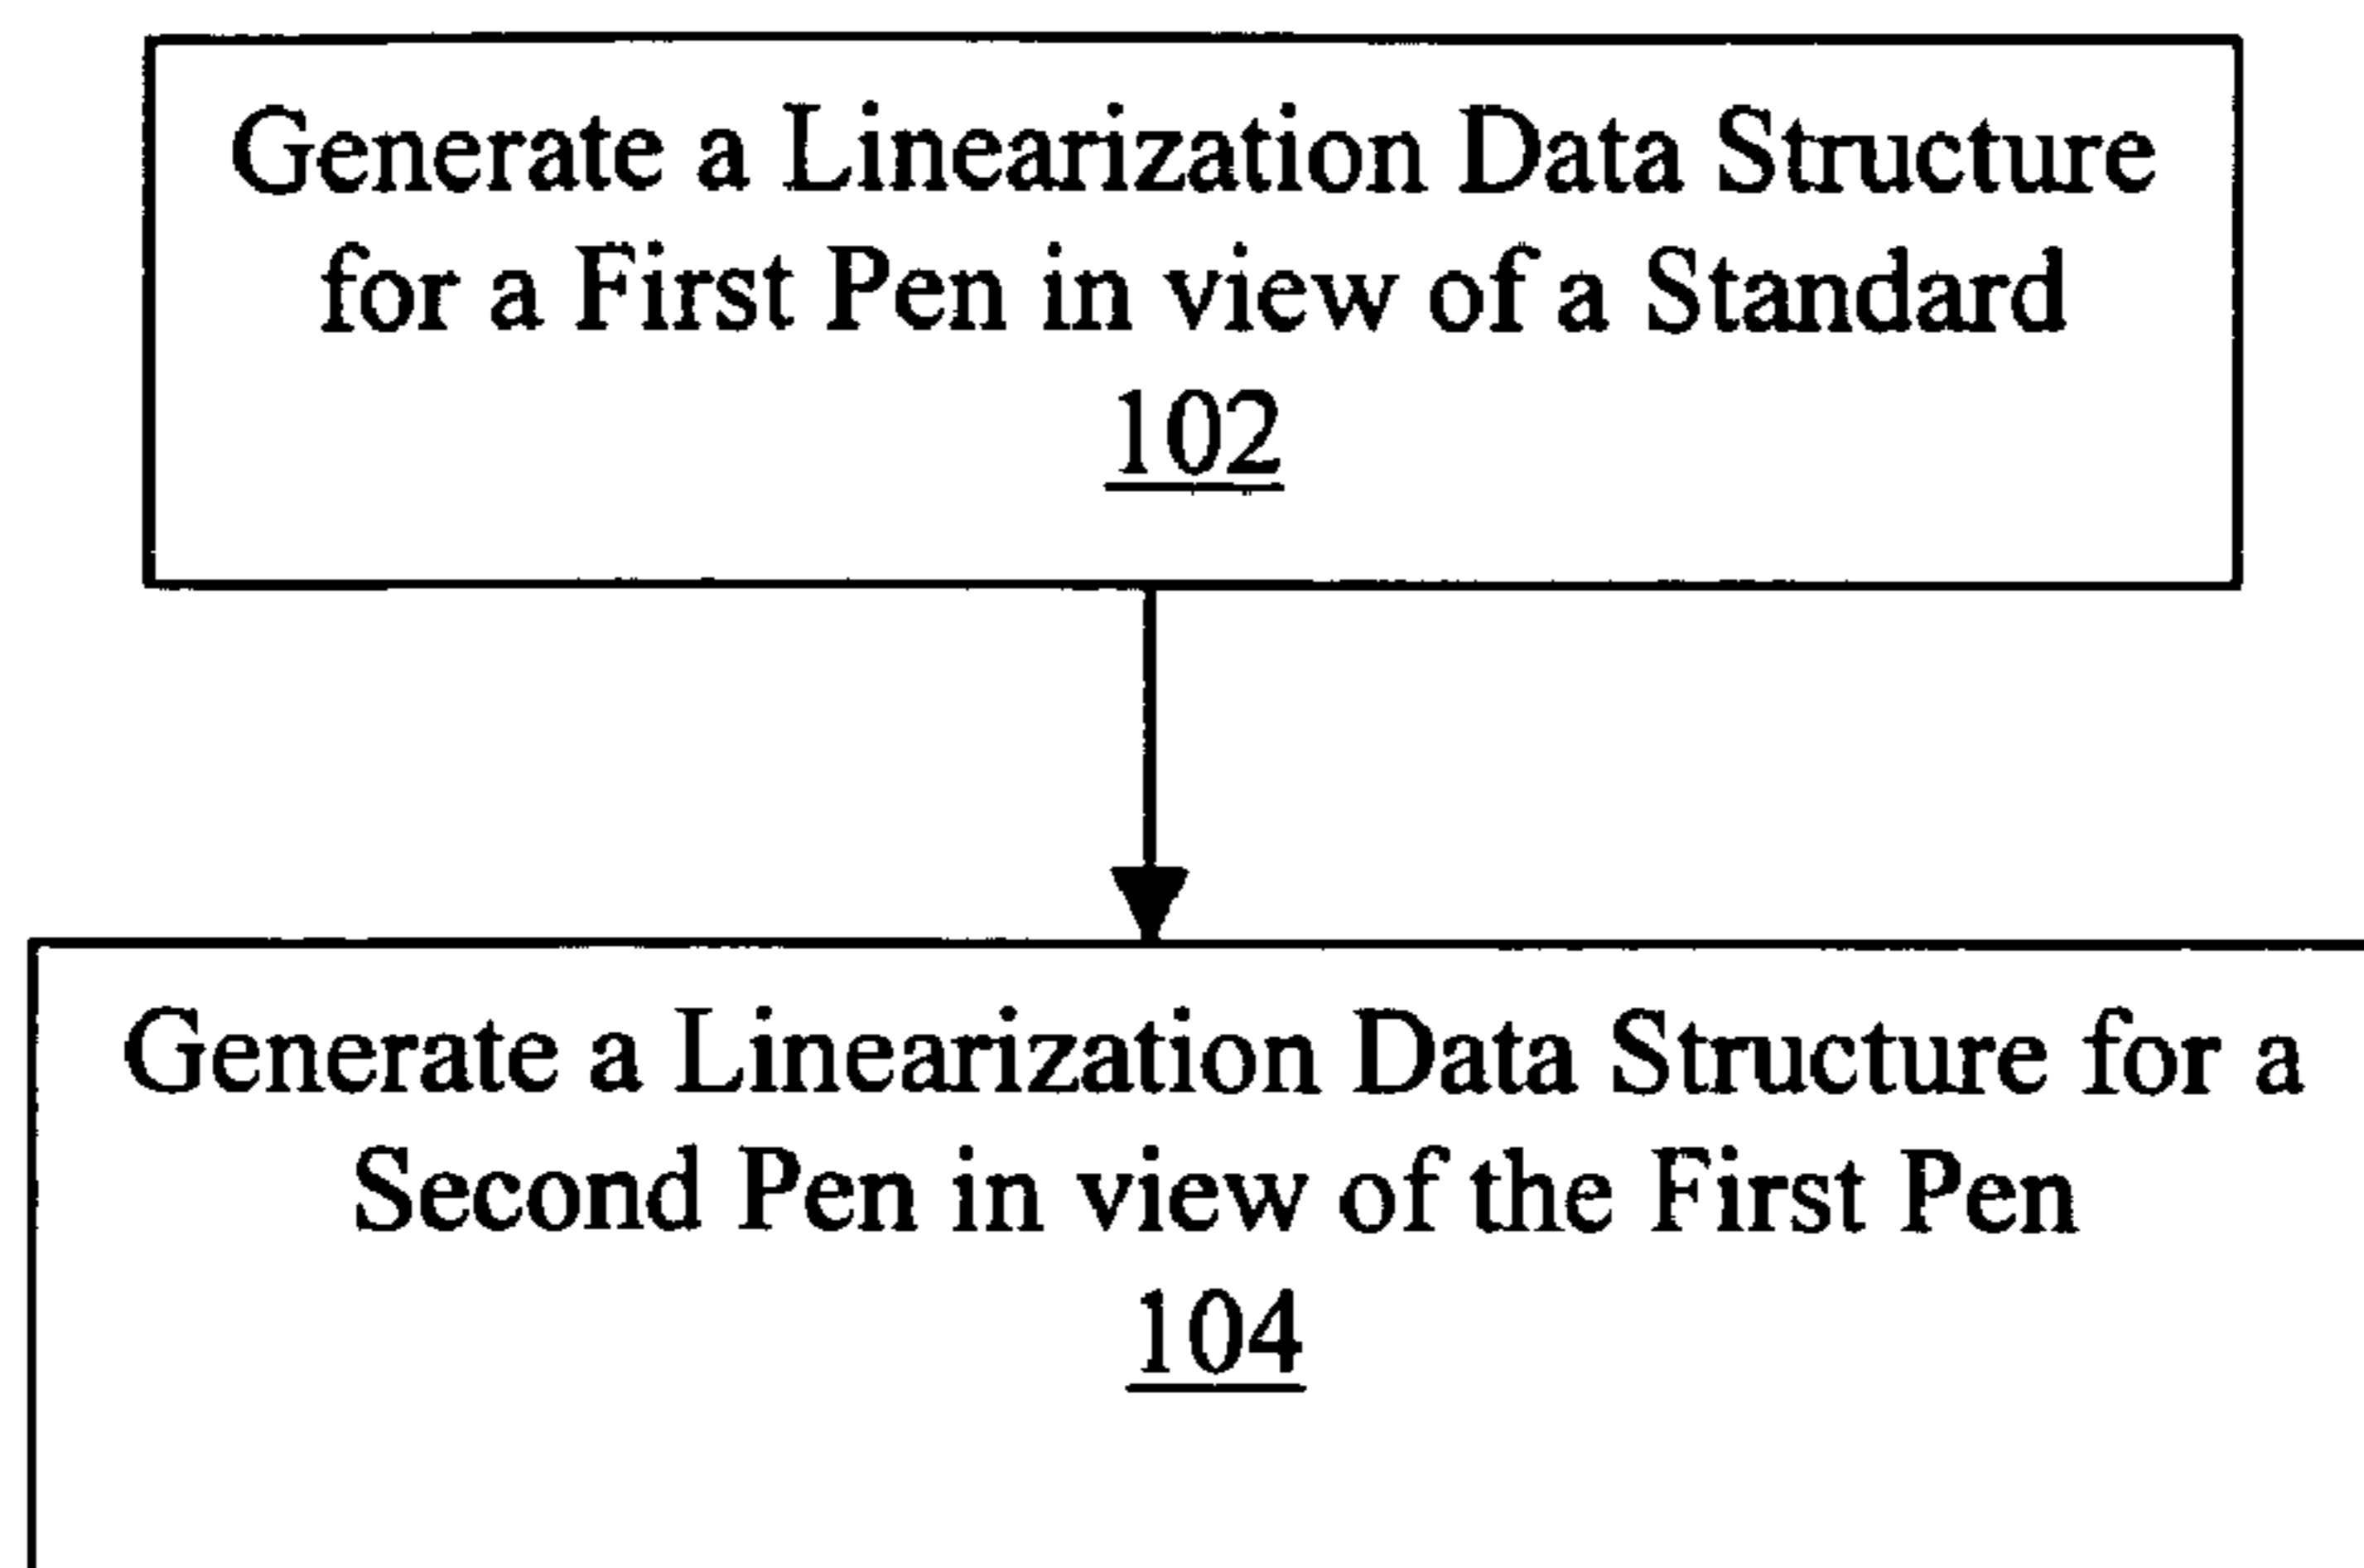 Generate a Linearization Data Structure
for a First Pen in view of a Standard
102
Generate a Linearization Data Structure for a
Second Pen in view of the First Pen
104